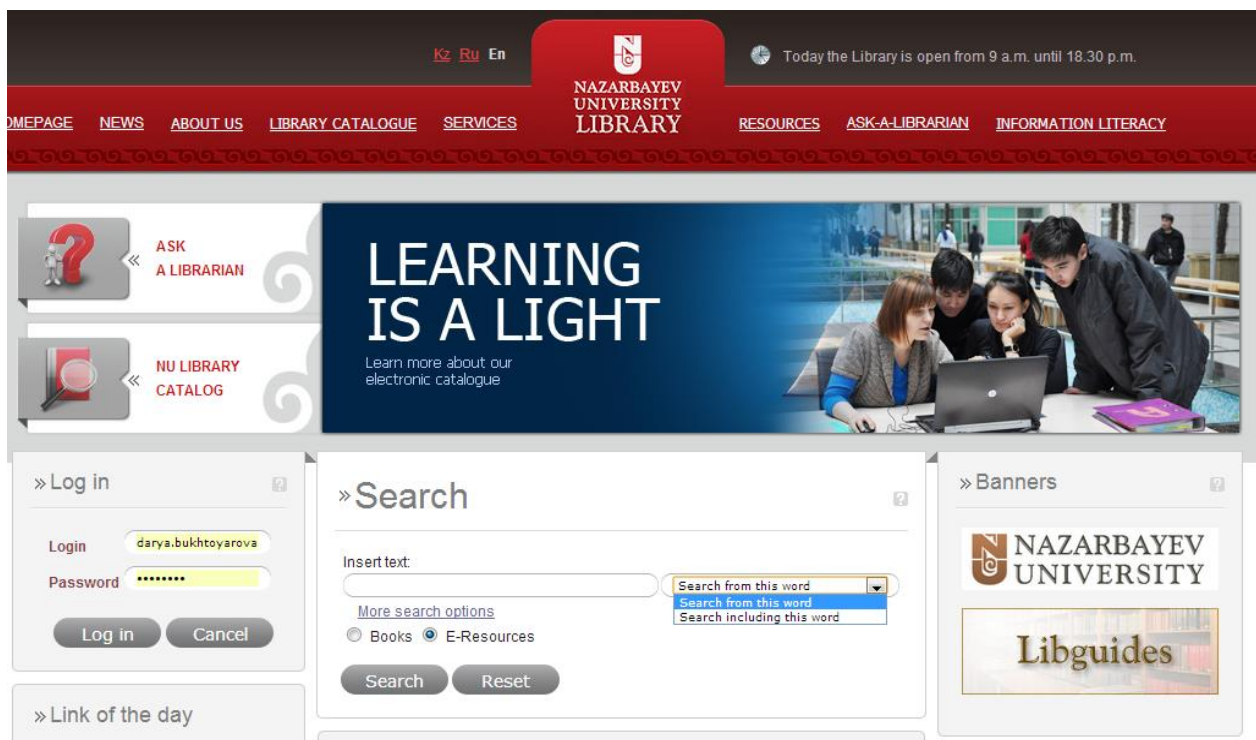 Kz Ru En
Today the Library is open from 9 a.m. until 18.30 p.m.
NAZARBAYEV
UNIVERSITY
LIBRARY
OMEPAGE NEWS ABOUT US LIBRARY CATALOGUE SERVICES
RESOURCES ASK-A-LIBRARIAN INFORMATION LITERACY
ASK
A LIBRARIAN
NU LIBRARY
CATALOG
LEARNING
IS A LIGHT
Learn more about our
electronic catalogue
» Log in ?
Login darya.bukhtoyarova
Password ••••••••
Log in Cancel
» Link of the day
» Search ?
Insert text:
Search from this word
Search from this word
Search including this word
More search options
Books E-Resources
Search Reset
» Banners ?
NAZARBAYEV
UNIVERSITY
Libguides